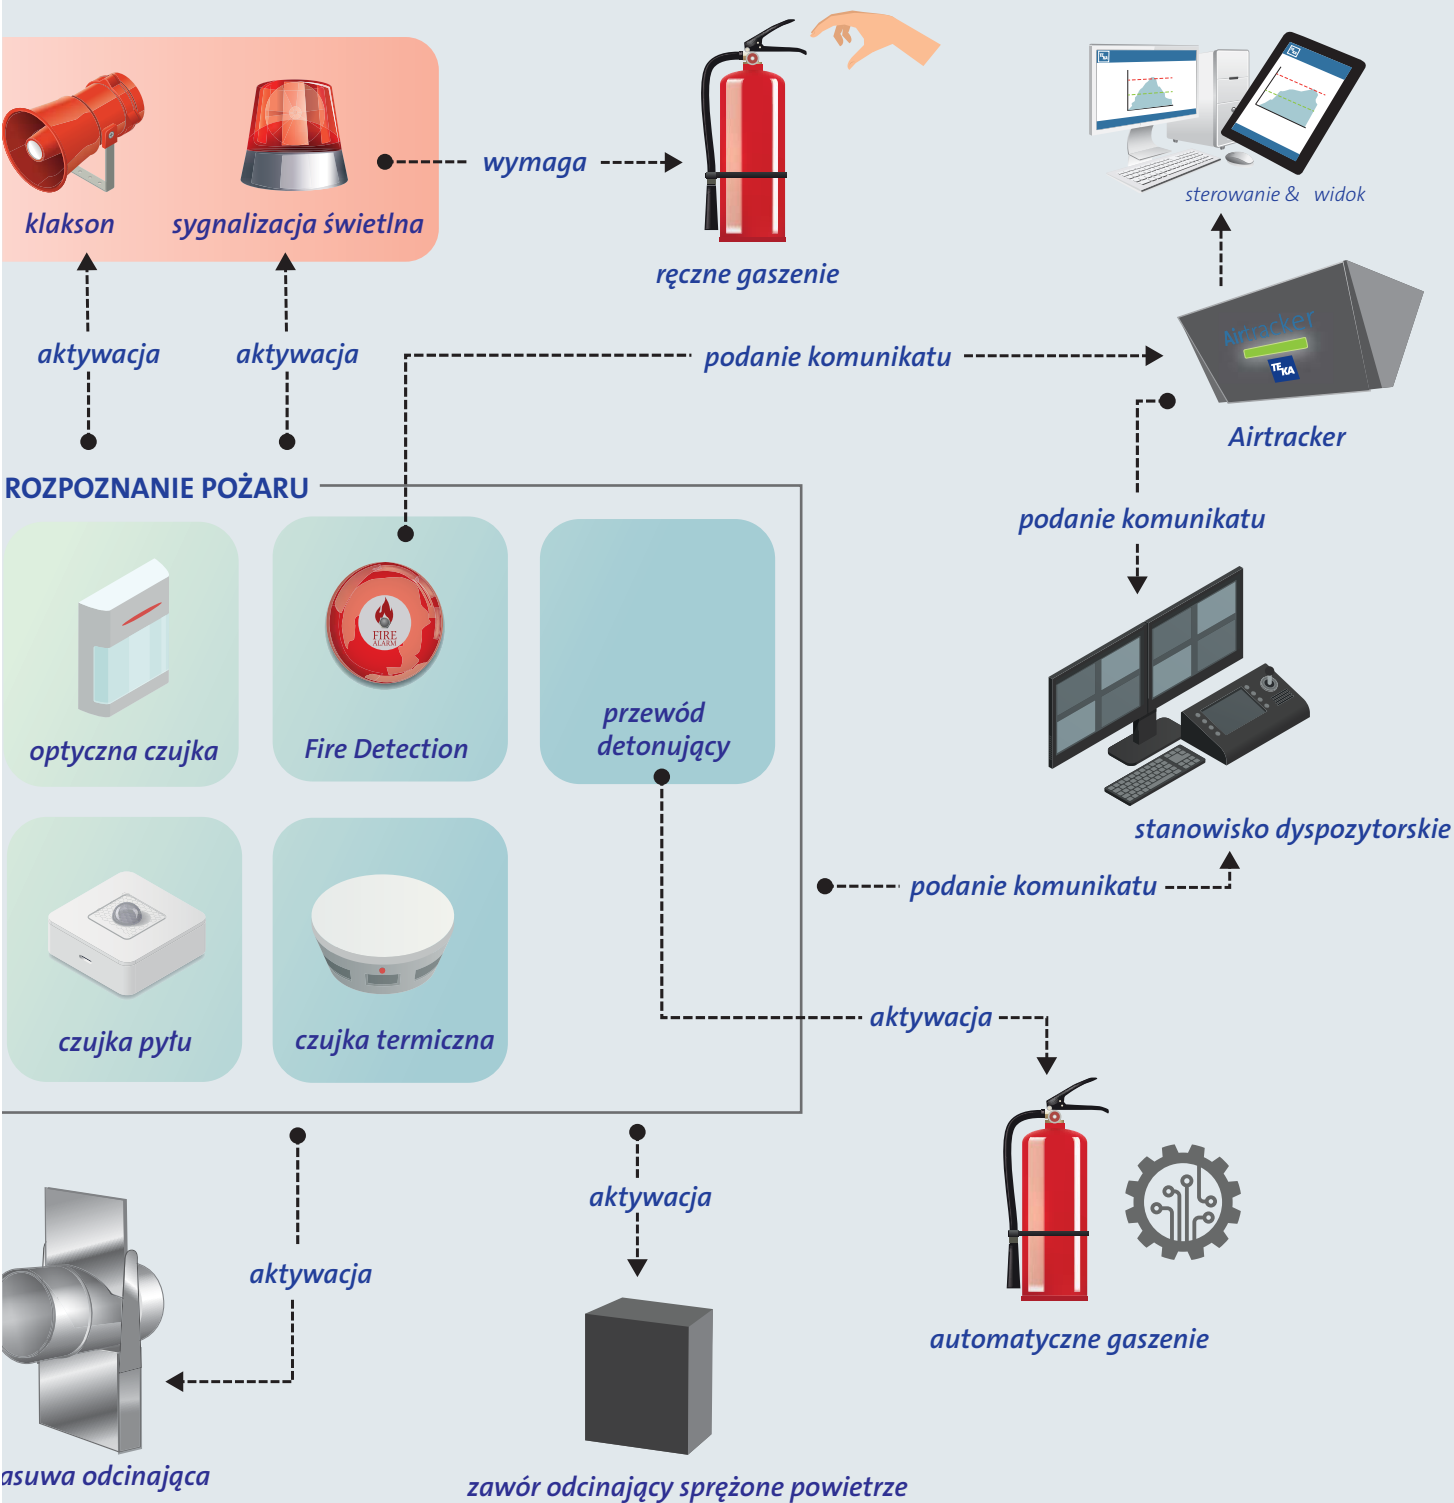 klakson
sygnalizacja świetlna
wymaga
ręczne gaszenie
sterowanie & widok
aktywacja
aktywacja
podanie komunikatu
Airtracker
TEKA
Airtracker
ROZPOZNANIE POŻARU
podanie komunikatu
FIRE
ALARM
optyczna czujka
Fire Detection
przewód
detonujący
stanowisko dyspozytorskie
podanie komunikatu
czujka pyłu
czujka termiczna
aktywacja
aktywacja
aktywacja
automatyczne gaszenie
asuwa odcinająca
zawór odcinający sprężone powietrze